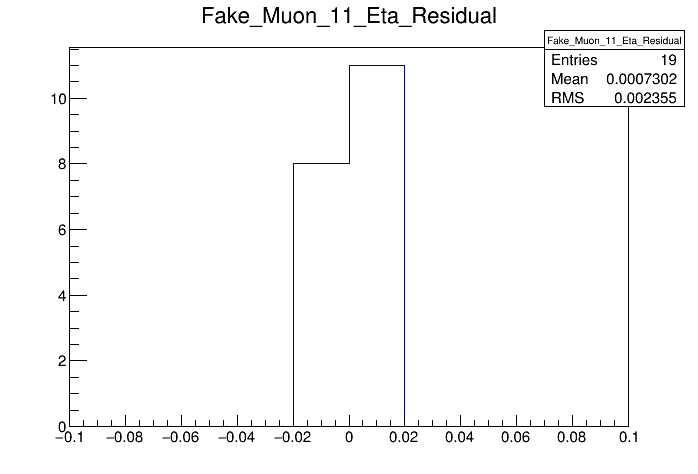 Fake_Muon_11_Eta_Residual
Fake_Muon_11_Eta_Residual
Entries 19
Mean 0.0007302
RMS 0.002355
10
8
6
4
2
0
-0.1 -0.08 -0.06 -0.04 -0.02 0 0.02 0.04 0.06 0.08 0.1